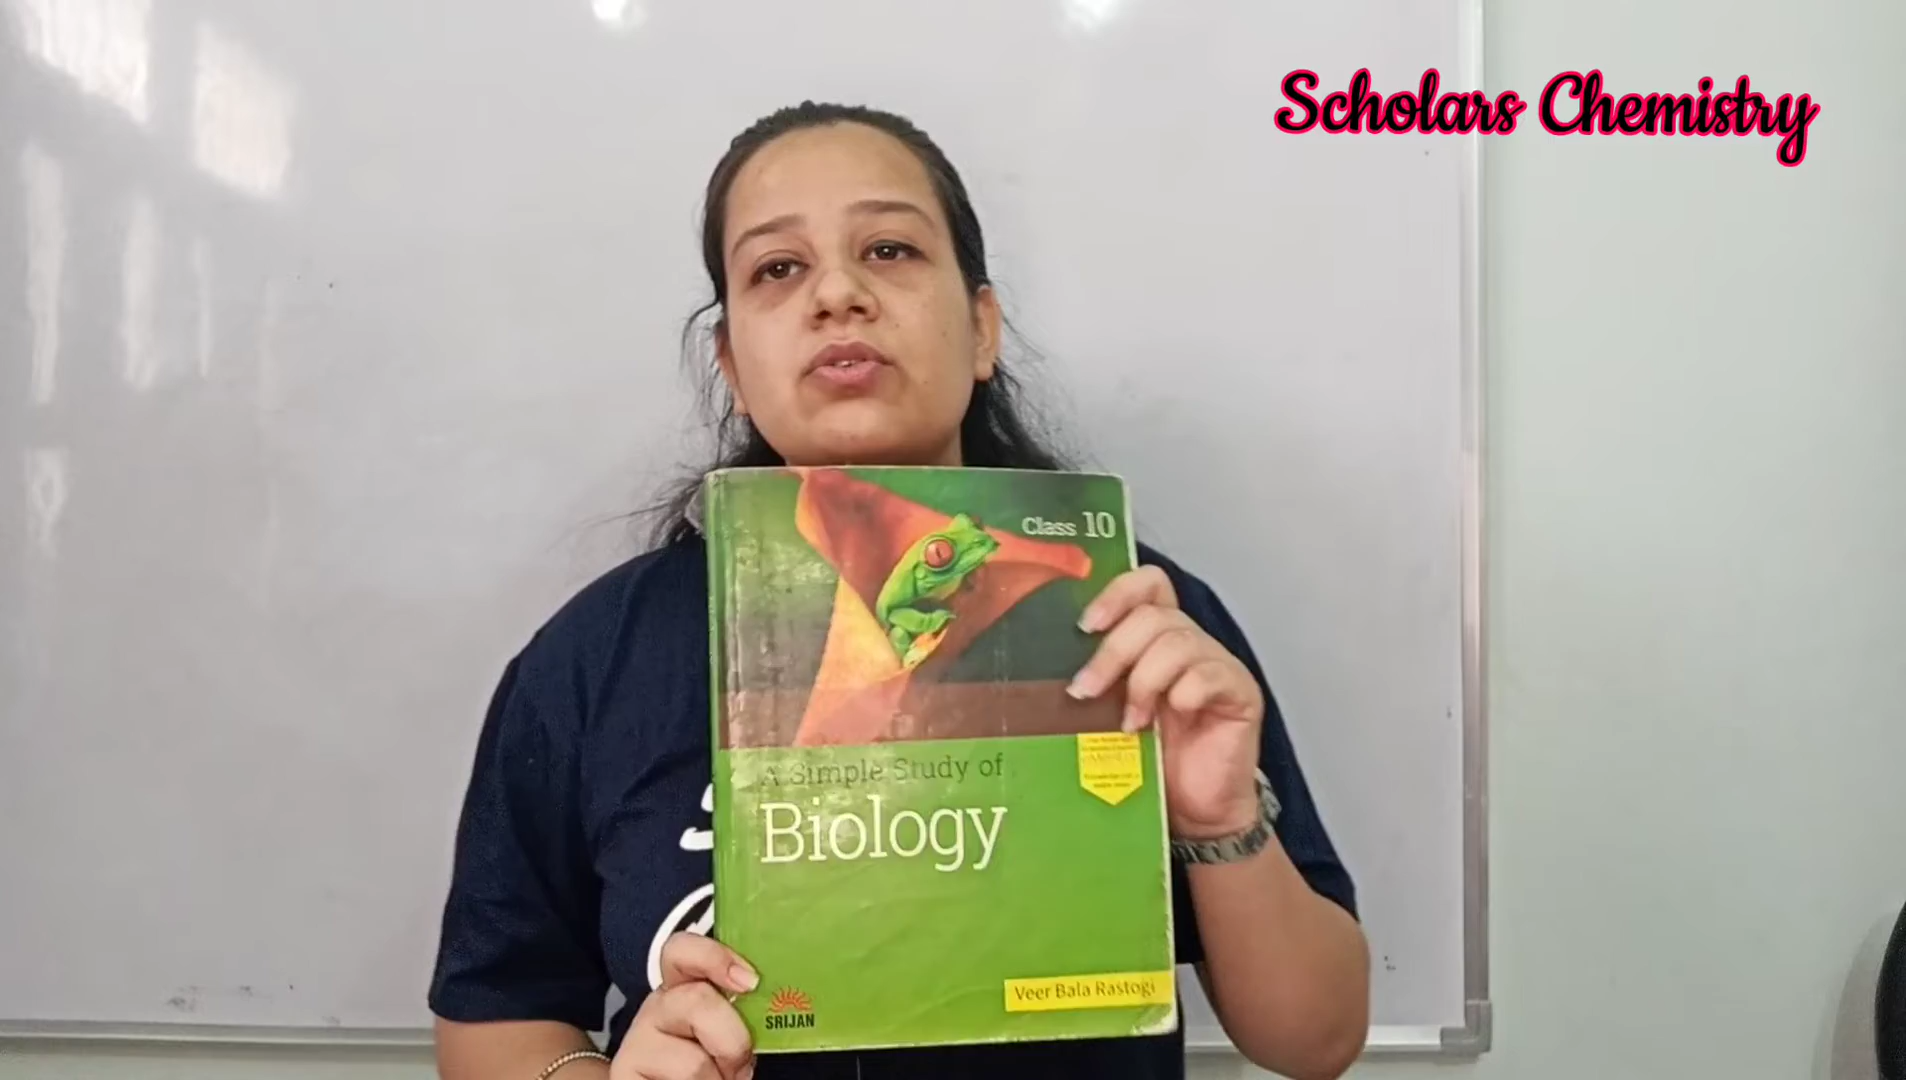 Scholars Chemistry
Class 10
A Simple Study of
Biology
Veer Bala Rastogi
SRIJAN